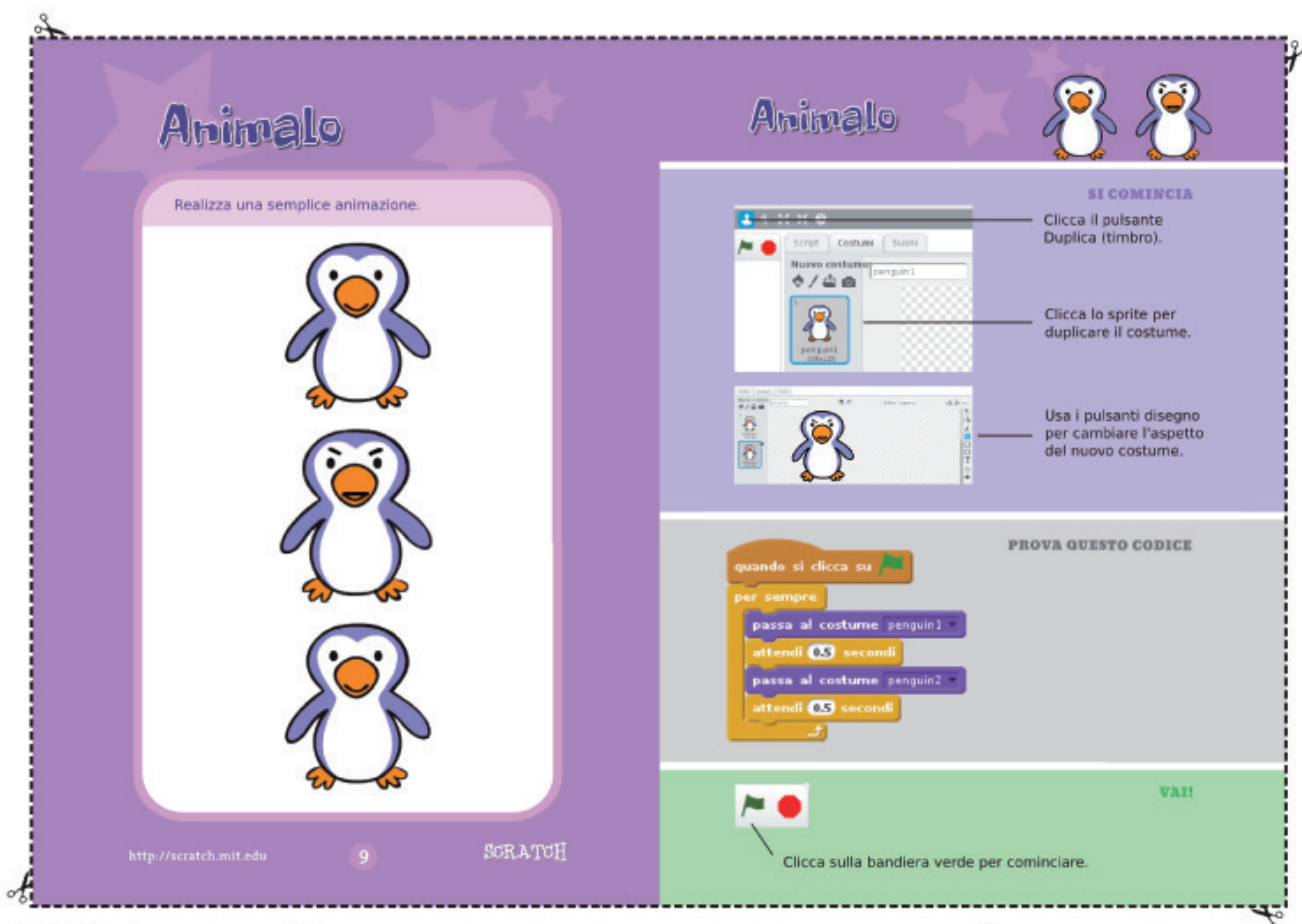 Animalo
Realizza una semplice animazione.
http://scratch.mit.edu
9
SCRATCH
Animalo
SI COMINCIA
Clicca il pulsante
Duplica (timbro).
Script Costumi Suoni
Nuovo costume:
penguin1
penguin1
Clicca lo sprite per
duplicare il costume.
Usa i pulsanti disegno
per cambiare l'aspetto
del nuovo costume.
PROVA QUESTO CODICE
quando si clicca su
per sempre
passa al costume penguin1
attendi 0.5 secondi
passa al costume penguin2
attendi 0.5 secondi
VAI!
Clicca sulla bandiera verde per cominciare.